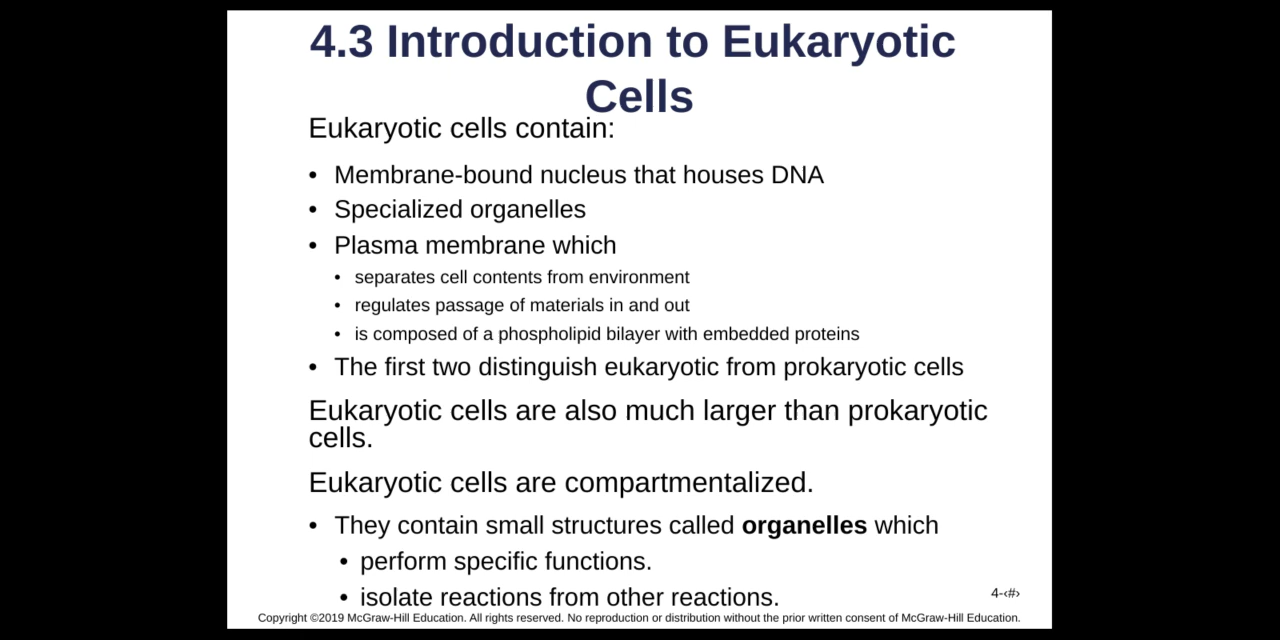 4.3 Introduction to Eukaryotic
Cells
Eukaryotic cells contain:
• Membrane-bound nucleus that houses DNA
• Specialized organelles
• Plasma membrane which
• separates cell contents from environment
• regulates passage of materials in and out
• is composed of a phospholipid bilayer with embedded proteins
• The first two distinguish eukaryotic from prokaryotic cells
Eukaryotic cells are also much larger than prokaryotic
cells.
Eukaryotic cells are compartmentalized.
• They contain small structures called organelles which
• perform specific functions.
• isolate reactions from other reactions.
4-‹#›
Copyright ©2019 McGraw-Hill Education. All rights reserved. No reproduction or distribution without the prior written consent of McGraw-Hill Education.